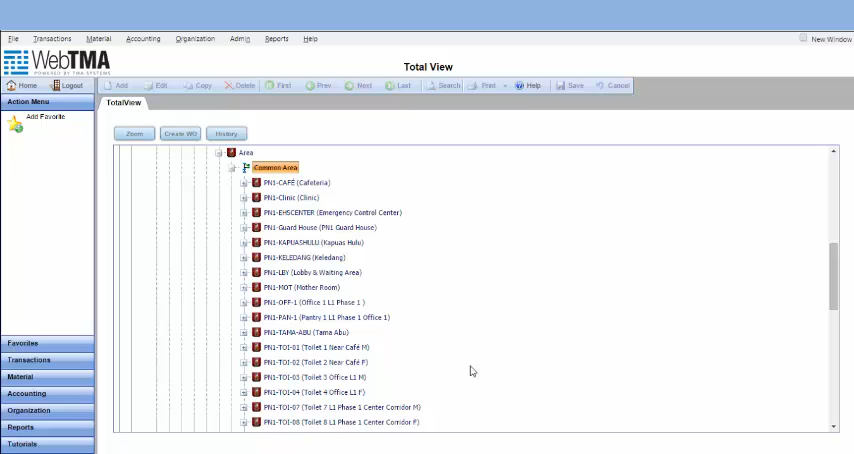 File Transactions Material Accounting Organization Admin Reports Help New Window
WebTMA
POWERED BY TMA SYSTEMS
Total View
Home Logout Add Edit Copy Delete First Prev Next Last Search Print Help Save Cancel
Action Menu
TotalView
Add Favorite
Zoom Create WO History
Area
Common Area
PN1-CAFÉ (Cafeteria)
PN1-Clinic (Clinic)
PN1-EHSCENTER (Emergency Control Center)
PN1-Guard House (PN1 Guard House)
PN1-KAPUASHULU (Kapuas Hulu)
PN1-KELEDANG (Keledang)
PN1-LBY (Lobby & Waiting Area)
PN1-MOT (Mother Room)
PN1-OFF-1 (Office 1 L1 Phase 1 )
PN1-PAN-1 (Pantry 1 L1 Phase 1 Office 1)
PN1-TAMA-ABU (Tama Abu)
PN1-TOI-01 (Toilet 1 Near Café M)
PN1-TOI-02 (Toilet 2 Near Café F)
PN1-TOI-03 (Toilet 3 Office L1 M)
PN1-TOI-04 (Toilet 4 Office L1 F)
PN1-TOI-07 (Toilet 7 L1 Phase 1 Center Corridor M)
PN1-TOI-08 (Toilet 8 L1 Phase 1 Center Corridor F)
Favorites
Transactions
Material
Accounting
Organization
Reports
Tutorials